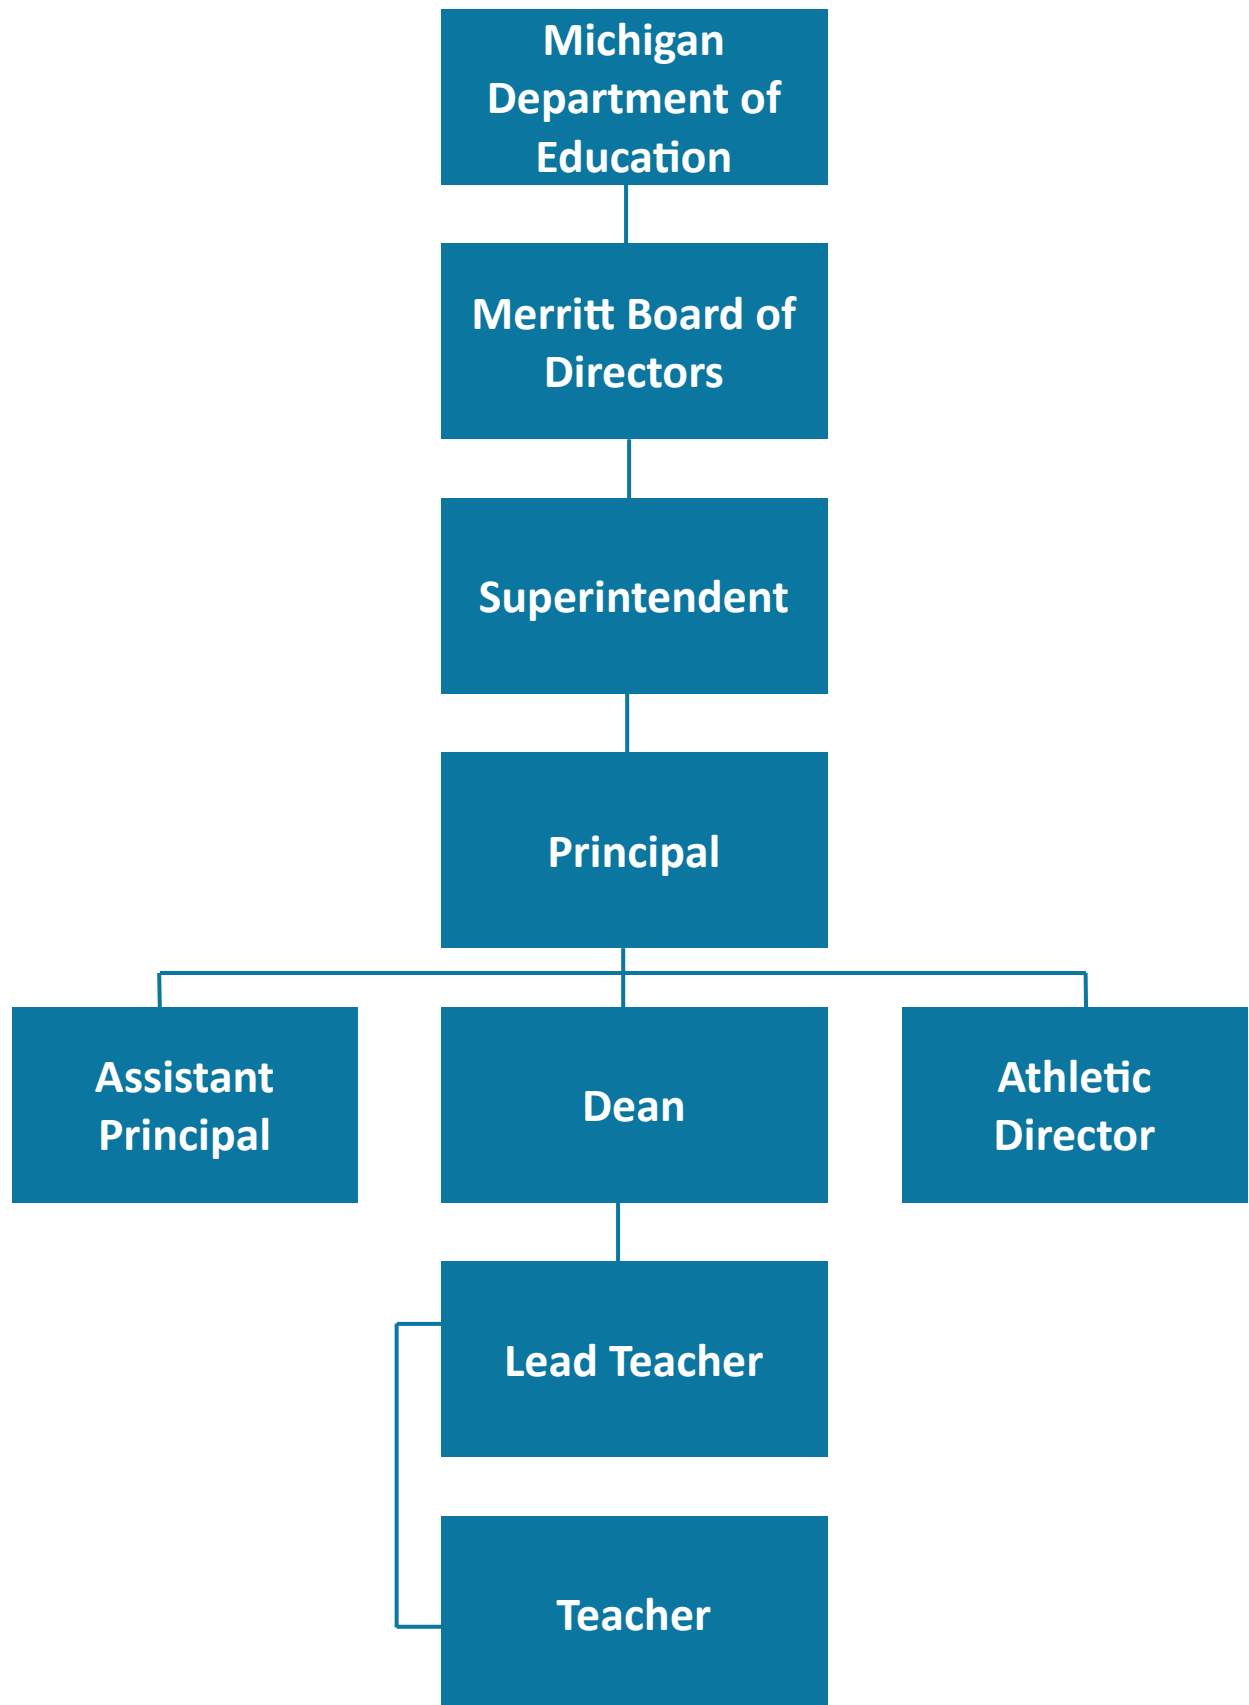 Michigan
Department of
Education
Merritt Board of
Directors
Superintendent
Principal
Assistant
Principal
Dean
Athletic
Director
Lead Teacher
Teacher